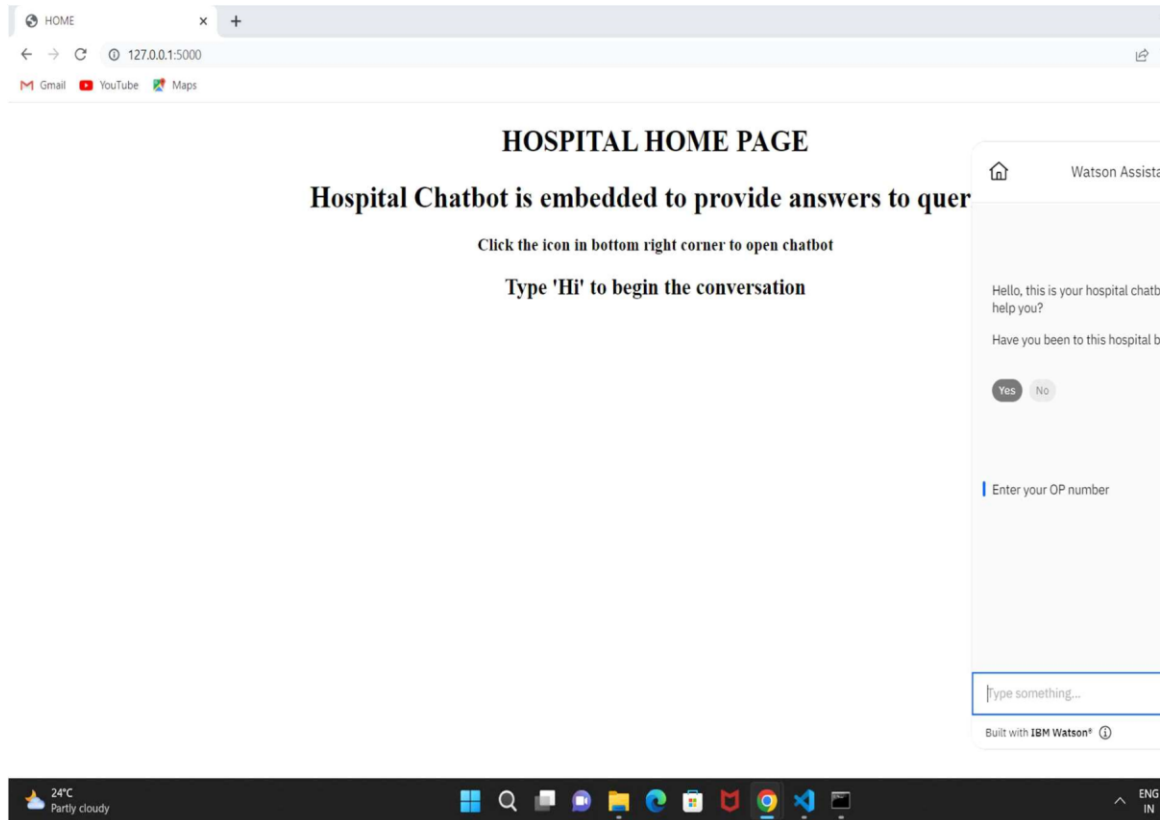 HOME
127.0.0.1:5000
Gmail YouTube Maps
HOSPITAL HOME PAGE
Hospital Chatbot is embedded to provide answers to quer
Click the icon in bottom right corner to open chatbot
Type 'Hi' to begin the conversation
Watson Assista
Hello, this is your hospital chatb
help you?
Have you been to this hospital b
Yes No
Enter your OP number
Type something...
Built with IBM Watson®
24°C
Partly cloudy
ENG
IN